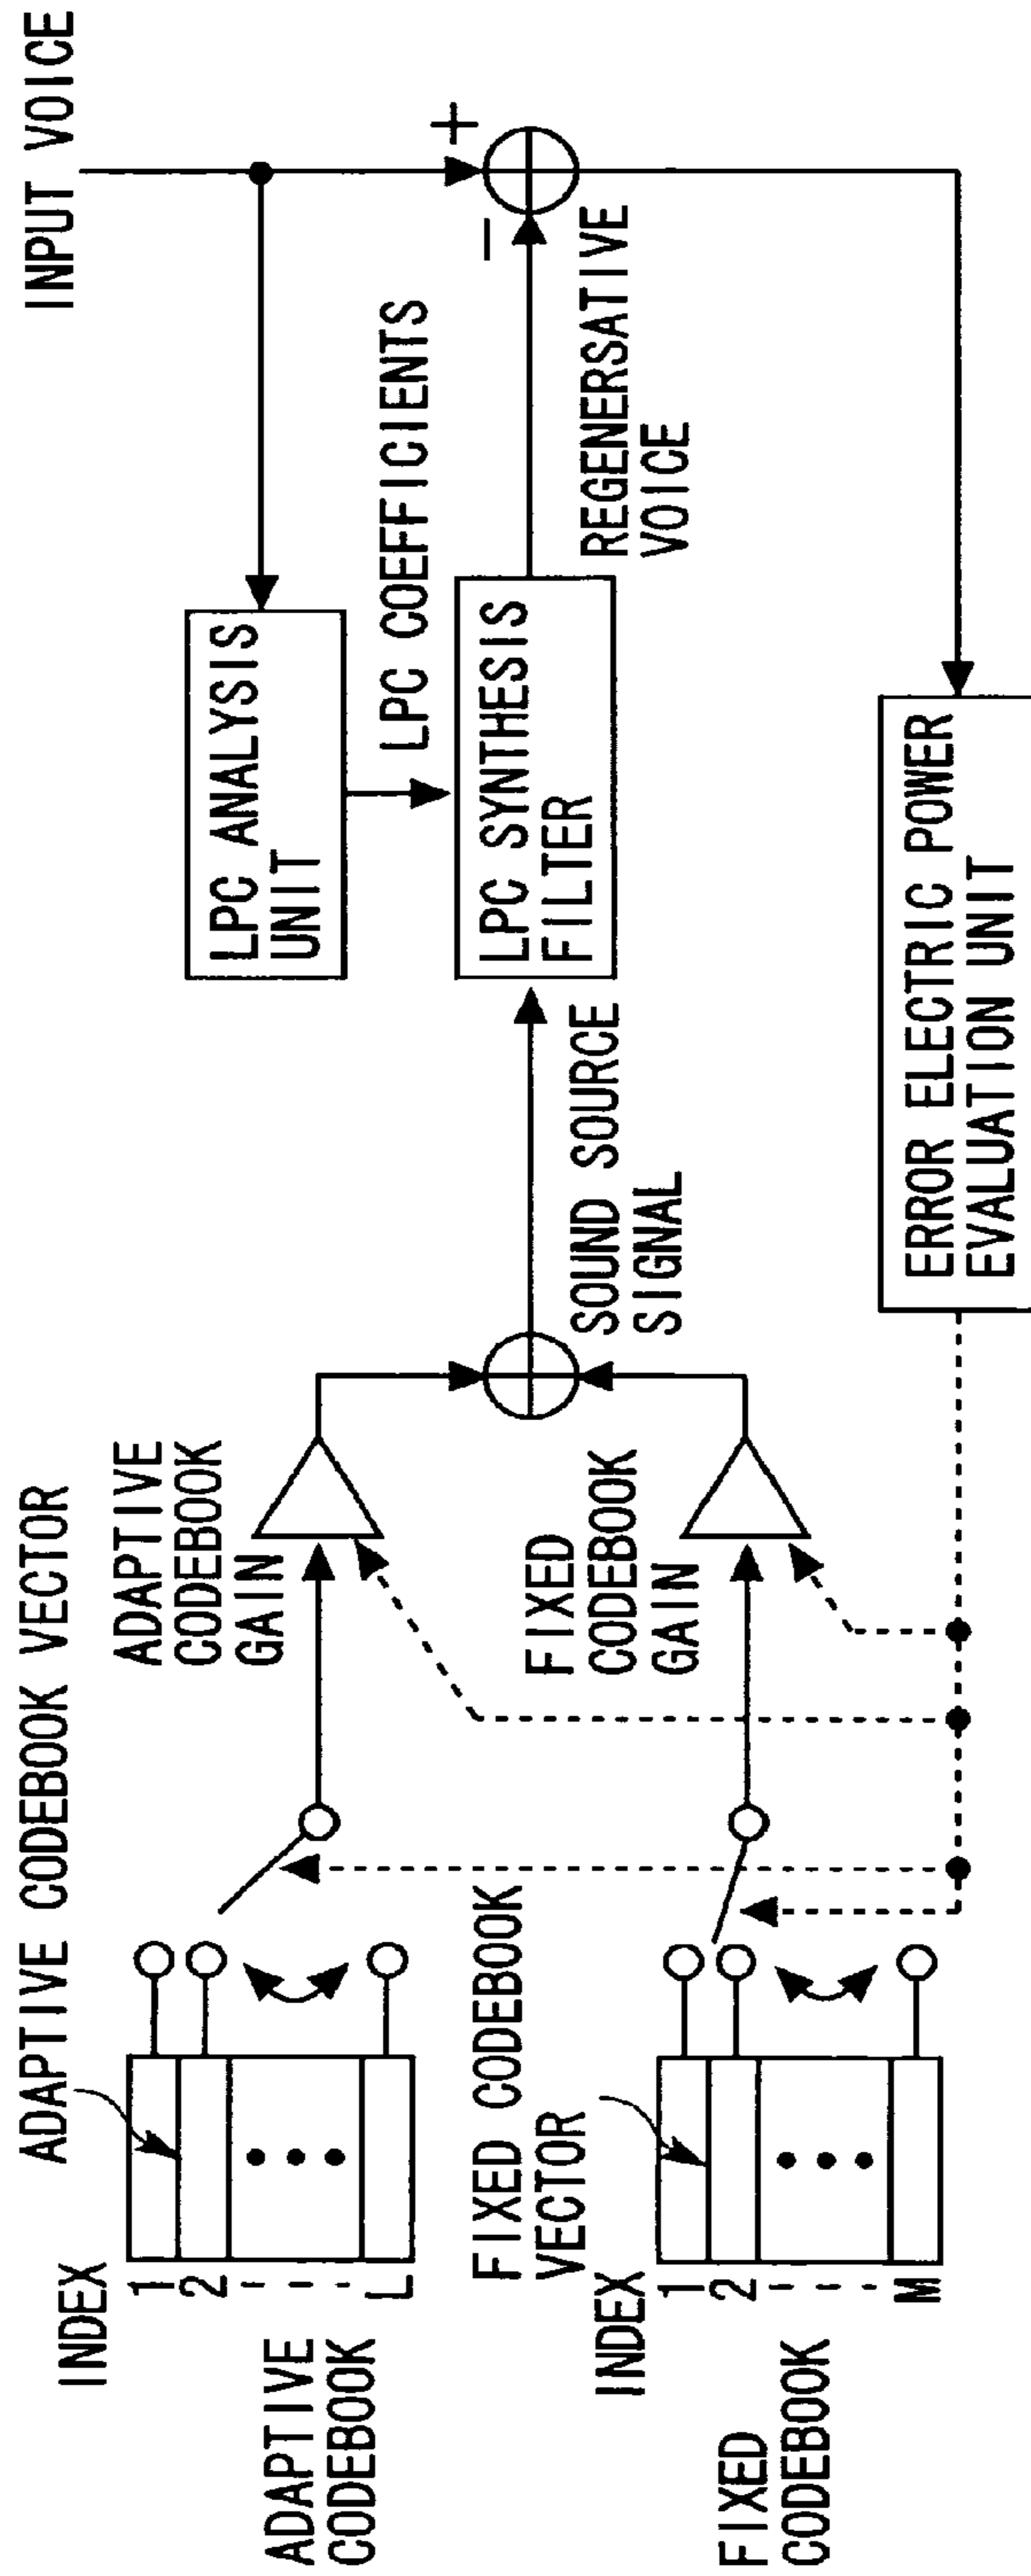 INPUT VOICE
LPC ANALYSIS
UNIT
LPC COEFFICIENTS
+
−
LPC SYNTHESIS
FILTER
REGENERSATIVE
VOICE
SOUND SOURCE
SIGNAL
ERROR ELECTRIC POWER
EVALUATION UNIT
ADAPTIVE CODEBOOK VECTOR
ADAPTIVE
CODEBOOK
GAIN
INDEX
1
2
L
ADAPTIVE
CODEBOOK
FIXED CODEBOOK
VECTOR
FIXED
CODEBOOK
GAIN
INDEX
1
2
M
FIXED
CODEBOOK